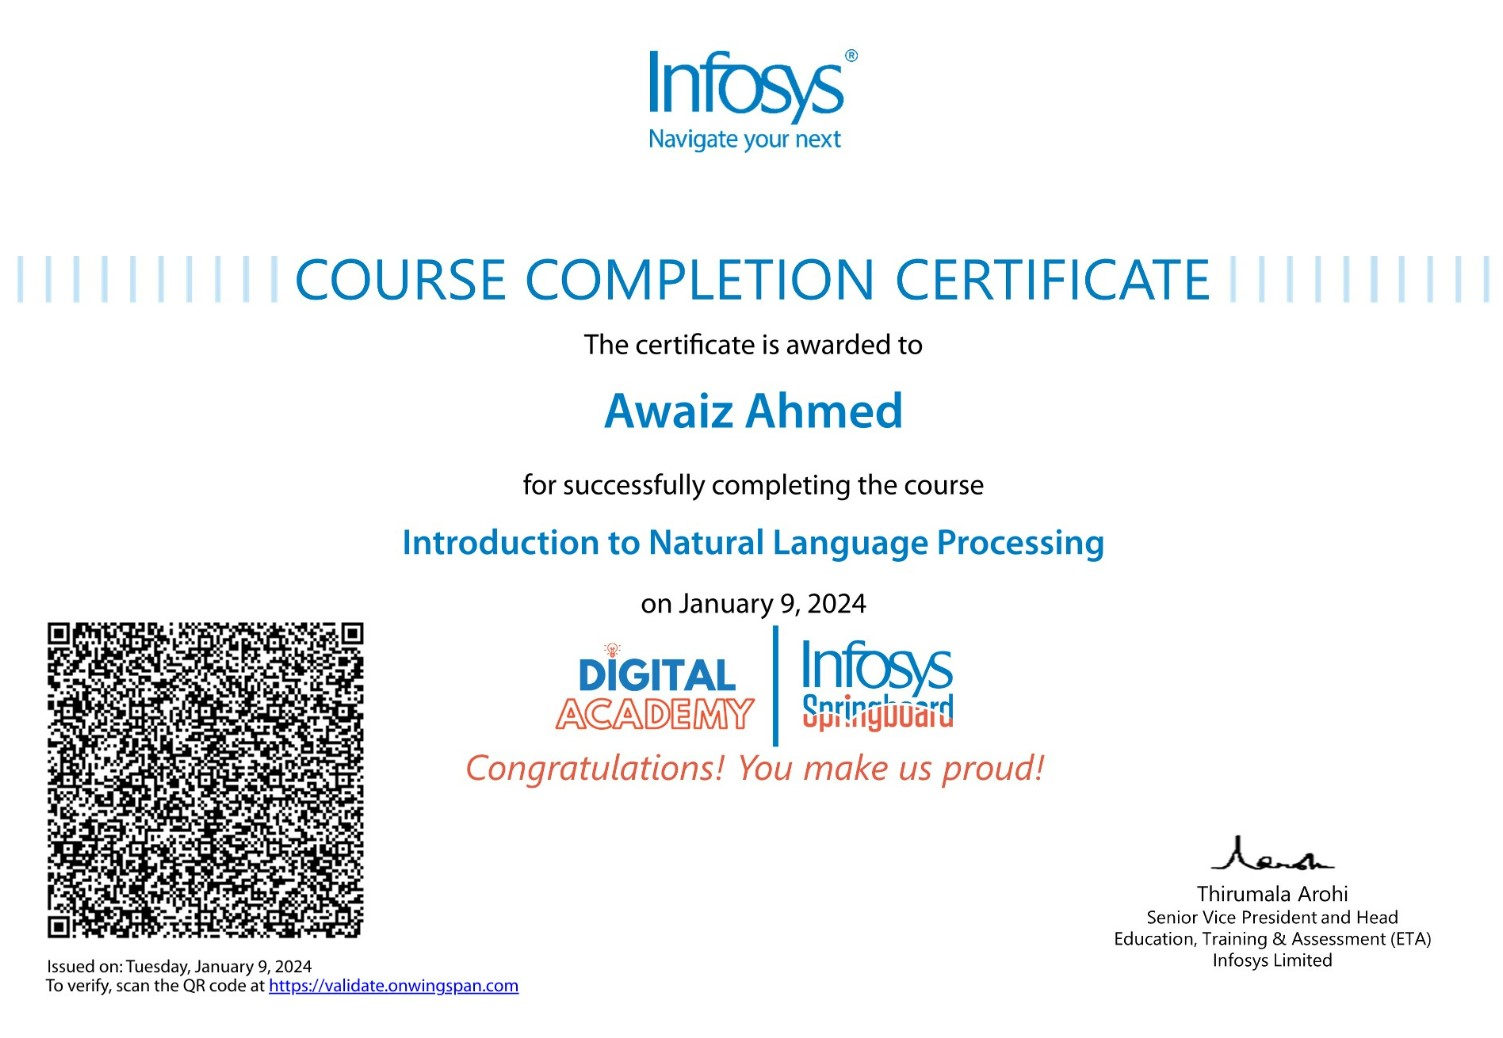 Infosys®
Navigate your next
COURSE COMPLETION CERTIFICATE
The certificate is awarded to
Awaiz Ahmed
for successfully completing the course
Introduction to Natural Language Processing
on January 9, 2024
DIGITAL
ACADEMY
Infosys
Springboard
Congratulations! You make us proud!
Thirumala Arohi
Senior Vice President and Head
Education, Training & Assessment (ETA)
Infosys Limited
Issued on: Tuesday, January 9, 2024
To verify, scan the QR code at https://validate.onwingspan.com